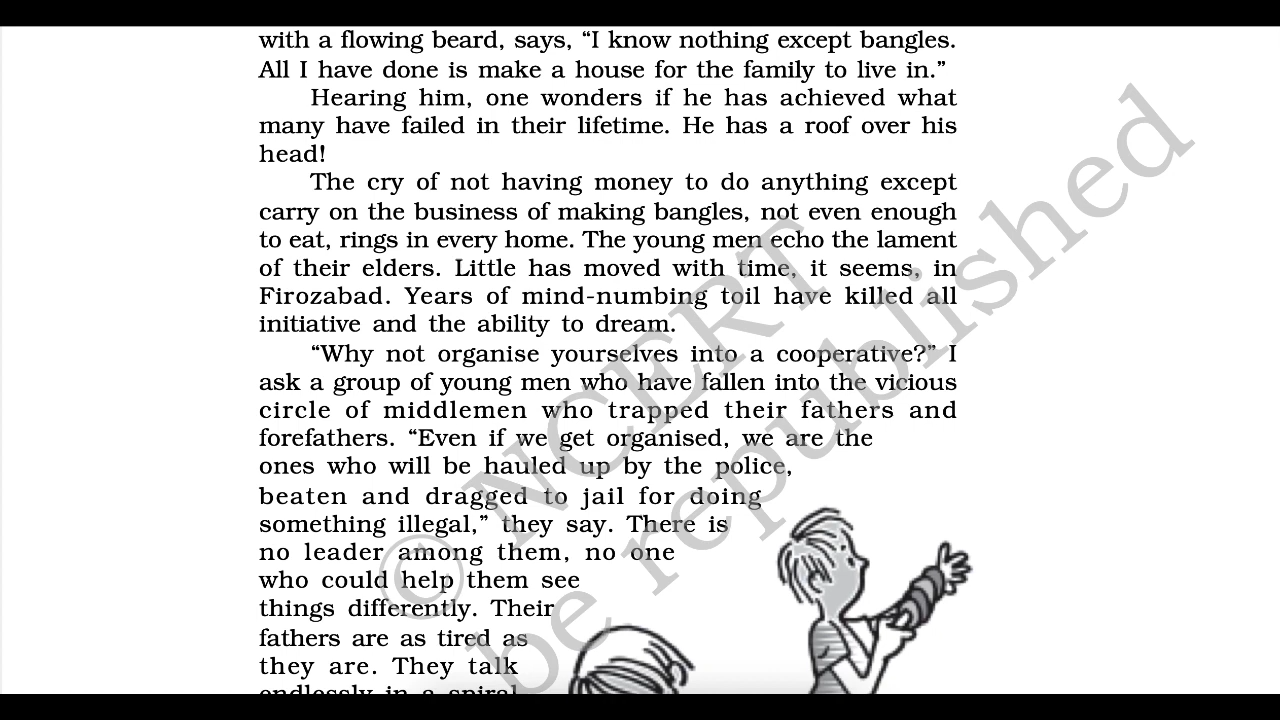 with a flowing beard, says, “I know nothing except bangles.
All I have done is make a house for the family to live in.”
Hearing him, one wonders if he has achieved what
many have failed in their lifetime. He has a roof over his
head!
The cry of not having money to do anything except
carry on the business of making bangles, not even enough
to eat, rings in every home. The young men echo the lament
of their elders. Little has moved with time, it seems, in
Firozabad. Years of mind-numbing toil have killed all
initiative and the ability to dream.
“Why not organise yourselves into a cooperative?” I
ask a group of young men who have fallen into the vicious
circle of middlemen who trapped their fathers and
forefathers. “Even if we get organised, we are the
ones who will be hauled up by the police,
beaten and dragged to jail for doing
something illegal,” they say. There is
no leader among them, no one
who could help them see
things differently. Their
fathers are as tired as
they are. They talk
endlessly in a spiral
© NCERT
be republished